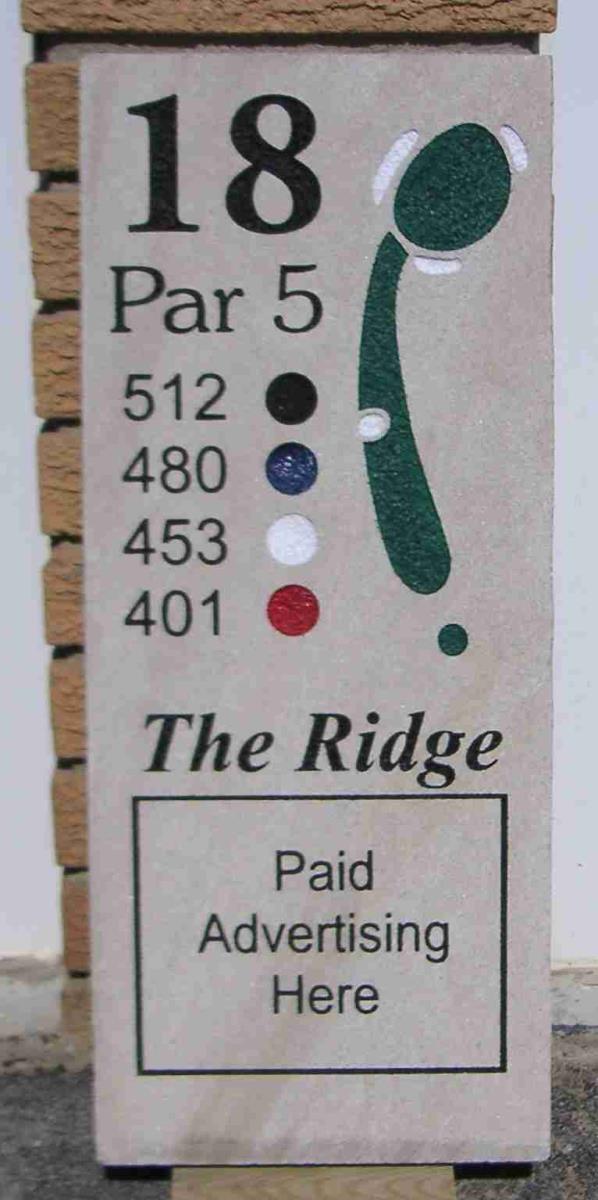 18
Par 5
512
480
453
401
The Ridge
Paid
Advertising
Here